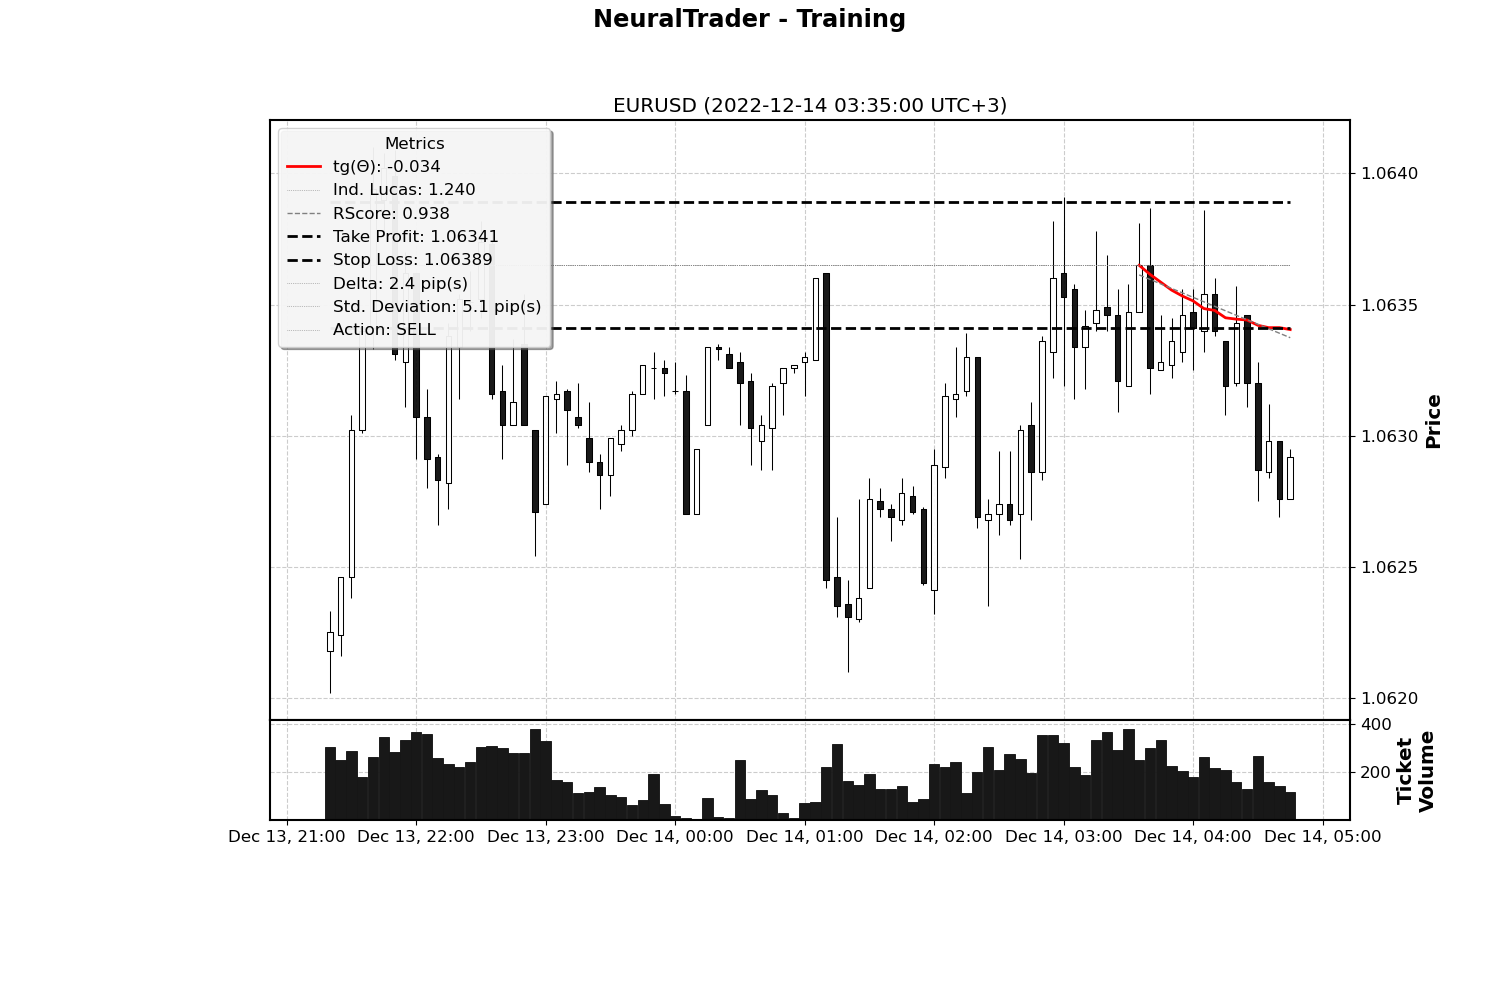 NeuralTrader - Training
EURUSD (2022-12-14 03:35:00 UTC+3)
Metrics
tg(Θ): -0.034
Ind. Lucas: 1.240
RScore: 0.938
Take Profit: 1.06341
Stop Loss: 1.06389
Delta: 2.4 pip(s)
Std. Deviation: 5.1 pip(s)
Action: SELL
1.0640
1.0635
1.0630
1.0625
1.0620
Price
400
200
Ticket
Volume
Dec 13, 21:00 Dec 13, 22:00 Dec 13, 23:00 Dec 14, 00:00 Dec 14, 01:00 Dec 14, 02:00 Dec 14, 03:00 Dec 14, 04:00 Dec 14, 05:00